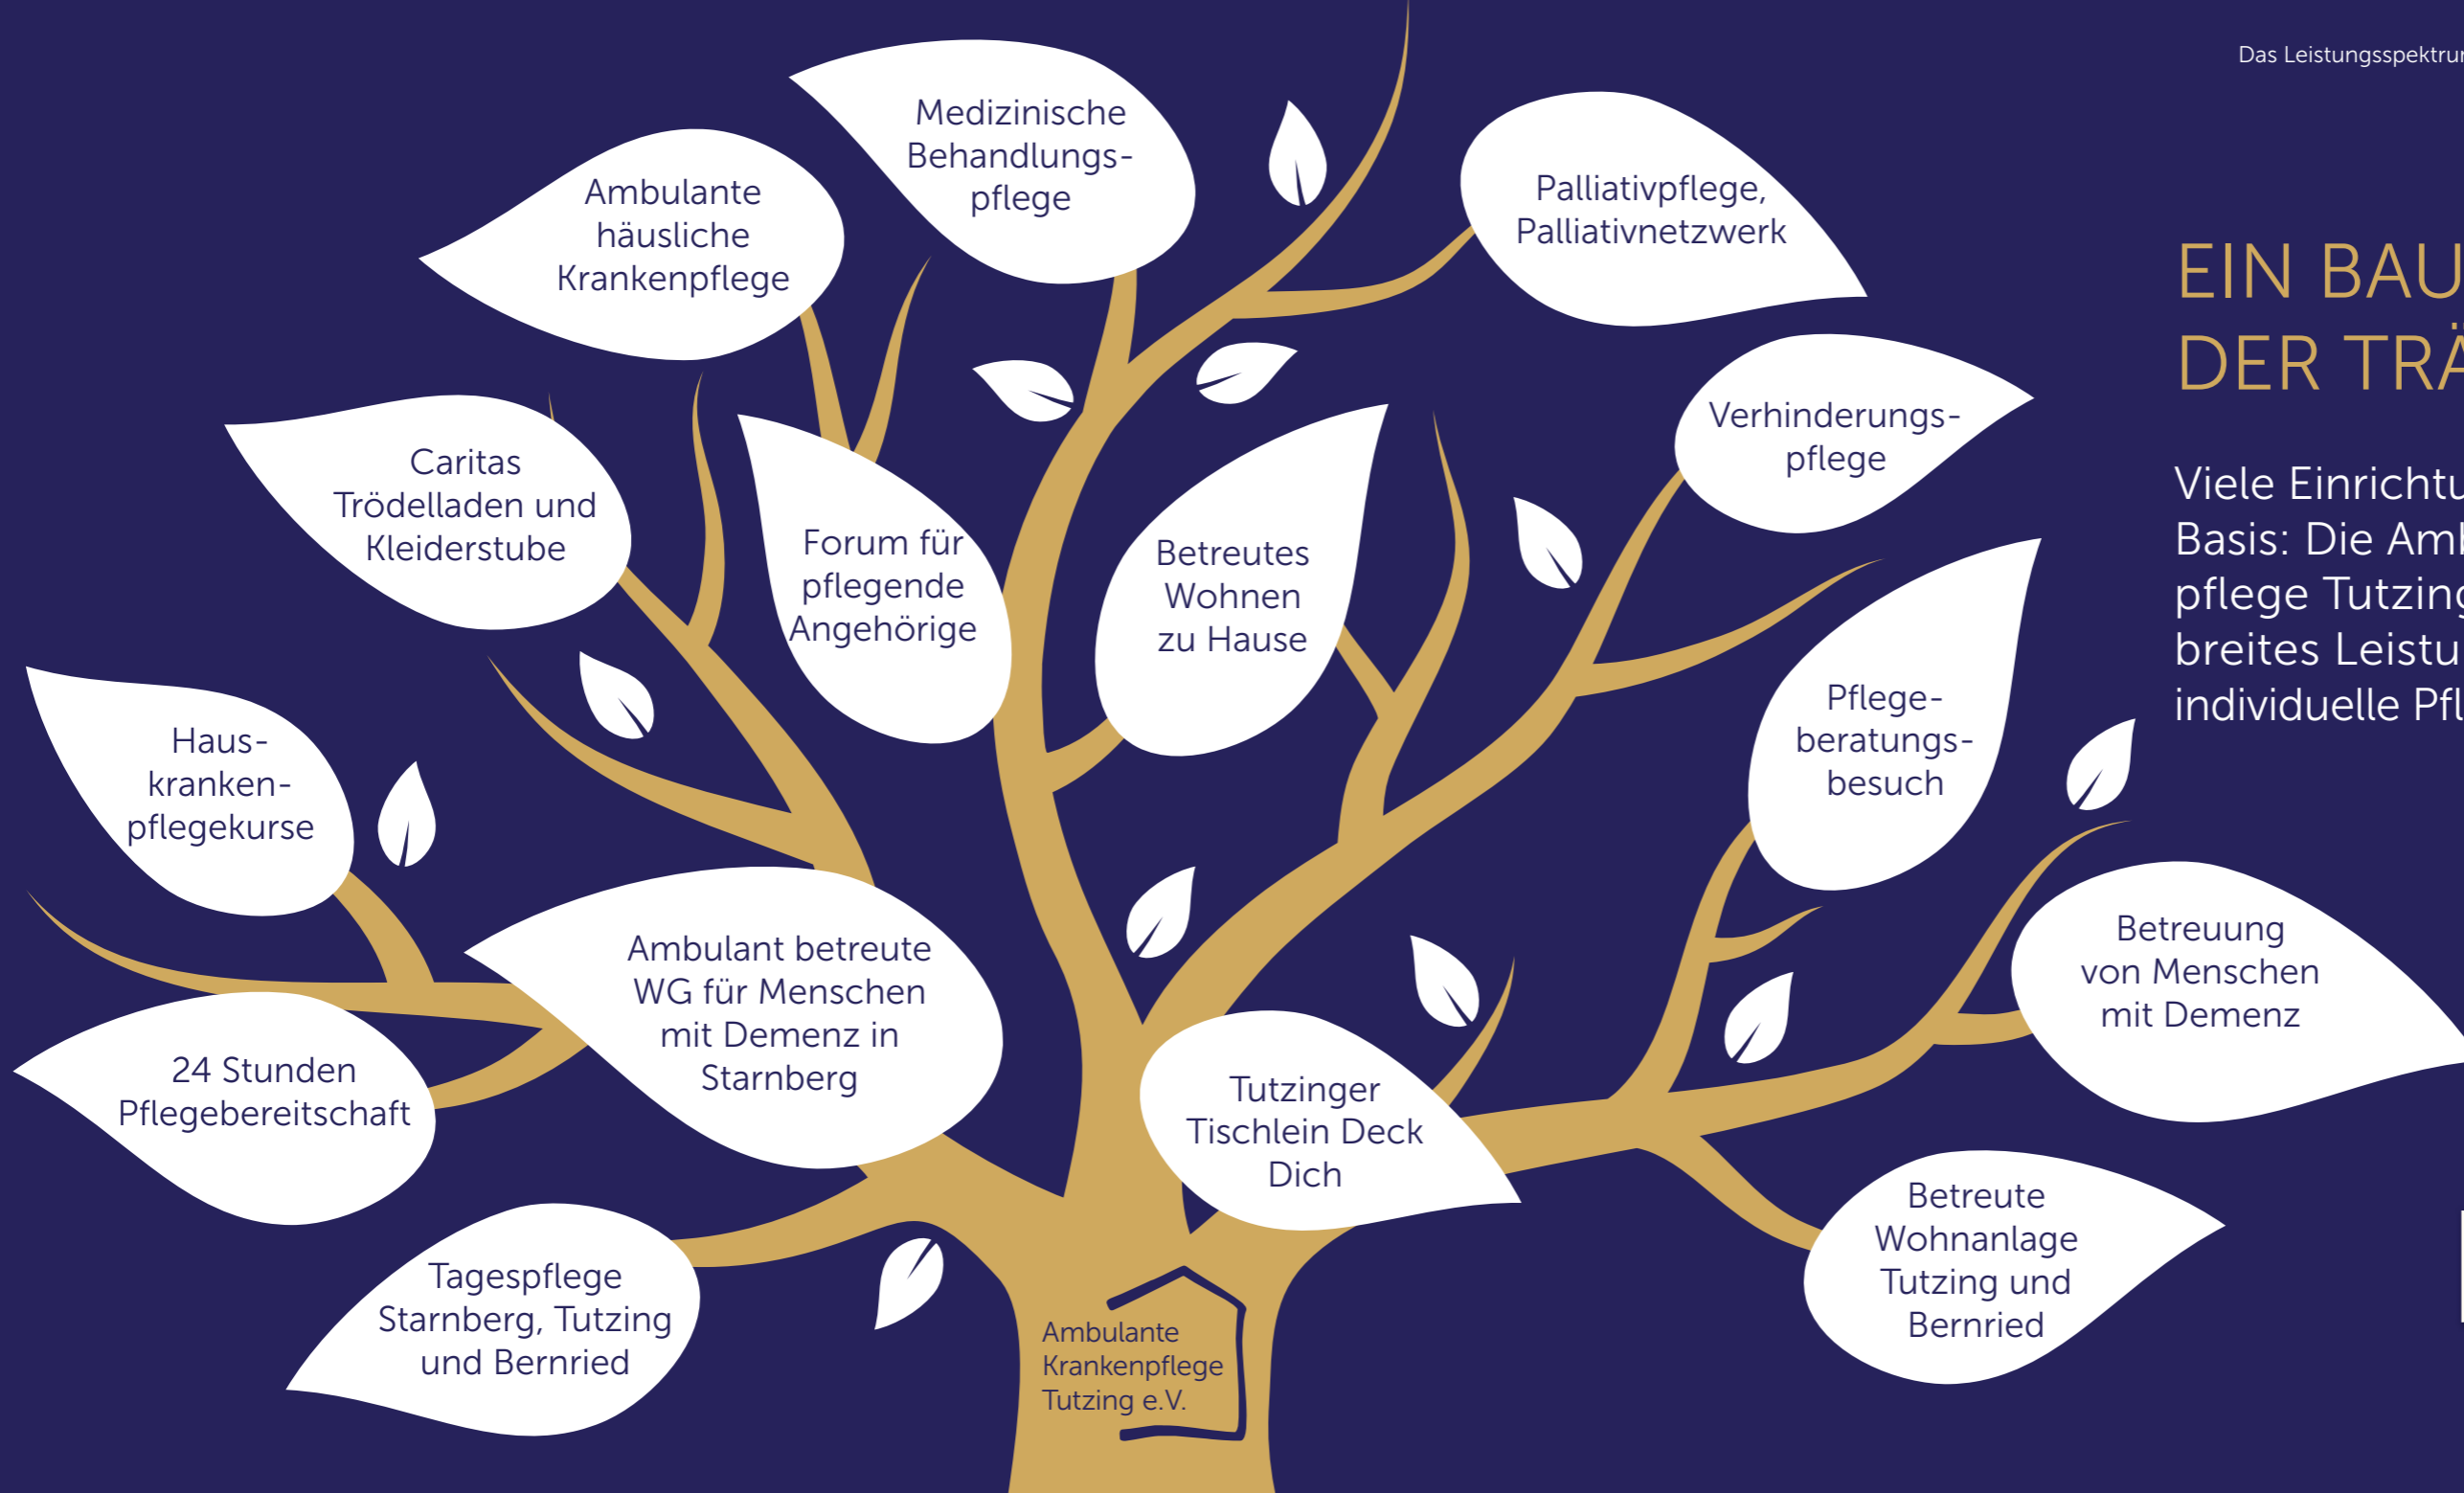 Das Leistungsspektru
EIN BAU
DER TRÄ
Viele Einrichtu
Basis: Die Am
pflege Tutzing
breites Leistu
individuelle Pfl
Medizinische
Behandlungs-
pflege
Ambulante
häusliche
Krankenpflege
Palliativpflege,
Palliativnetzwerk
Verhinderungs-
pflege
Caritas
Trödelladen und
Kleiderstube
Forum für
pflegende
Angehörige
Betreutes
Wohnen
zu Hause
Pflege-
beratungs-
besuch
Haus-
kranken-
pflegekurse
Ambulant betreute
WG für Menschen
mit Demenz in
Starnberg
Betreuung
von Menschen
mit Demenz
24 Stunden
Pflegebereitschaft
Tutzinger
Tischlein Deck
Dich
Betreute
Wohnanlage
Tutzing und
Bernried
Tagespflege
Starnberg, Tutzing
und Bernried
Ambulante
Krankenpflege
Tutzing e.V.